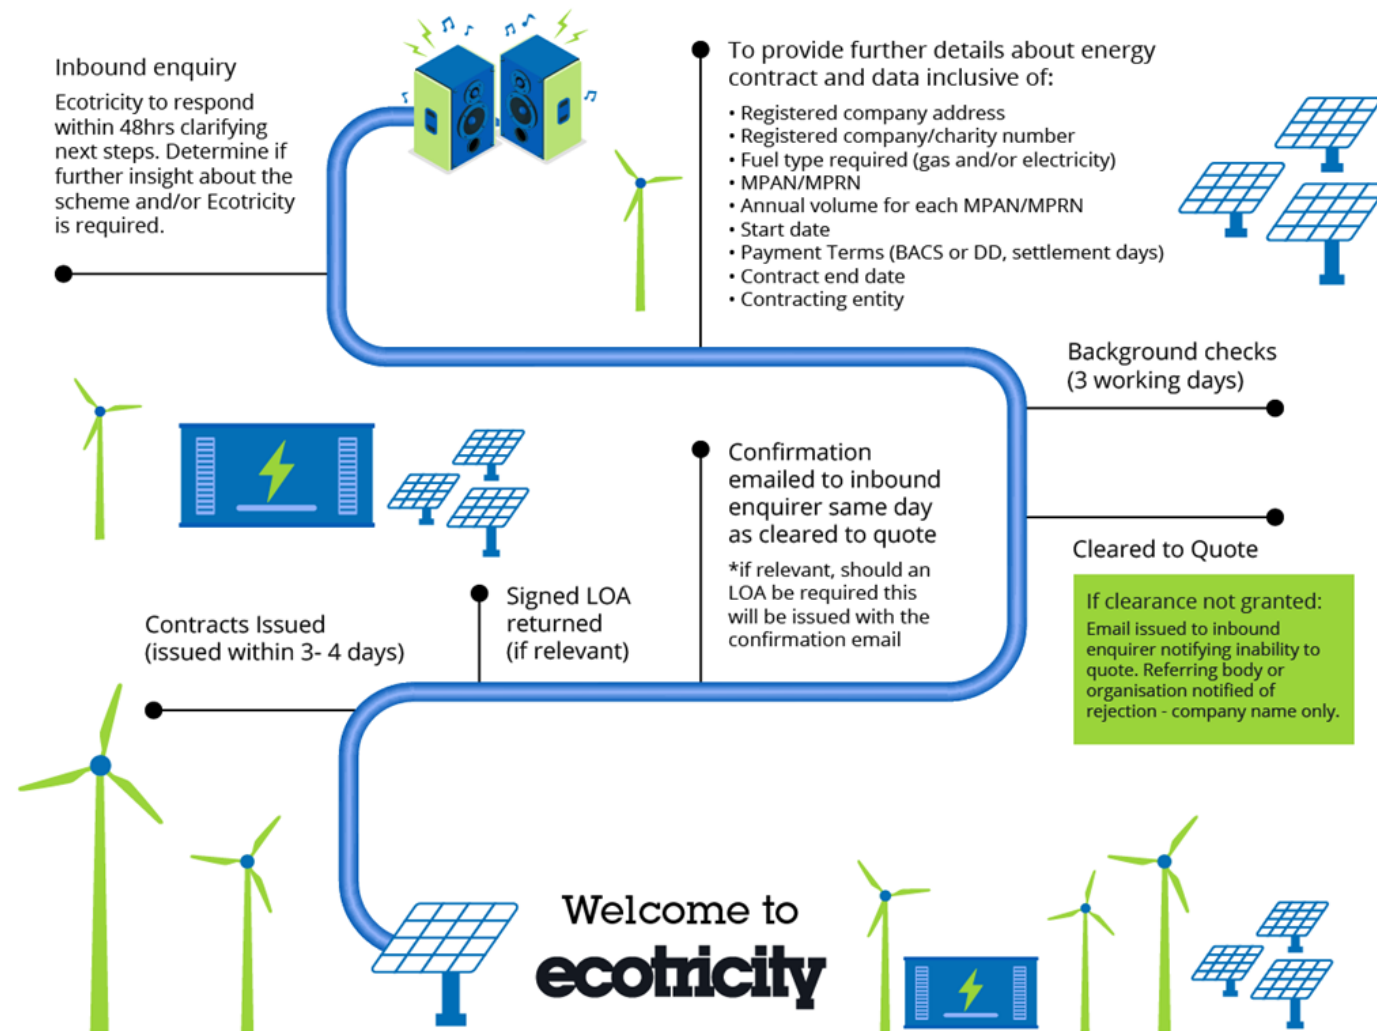 Inbound enquiry
Ecotricity to respond
within 48hrs clarifying
next steps. Determine if
further insight about the
scheme and/or Ecotricity
is required.
To provide further details about energy
contract and data inclusive of:
• Registered company address
• Registered company/charity number
• Fuel type required (gas and/or electricity)
• MPAN/MPRN
• Annual volume for each MPAN/MPRN
• Start date
• Payment Terms (BACS or DD, settlement days)
• Contract end date
• Contracting entity
Background checks
(3 working days)
Cleared to Quote
If clearance not granted:
Email issued to inbound
enquirer notifying inability to
quote. Referring body or
organisation notified of
rejection - company name only.
Confirmation
emailed to inbound
enquirer same day
as cleared to quote
*if relevant, should an
LOA be required this
will be issued with the
confirmation email
Signed LOA
returned
(if relevant)
Contracts Issued
(issued within 3- 4 days)
Welcome to
ecotricity